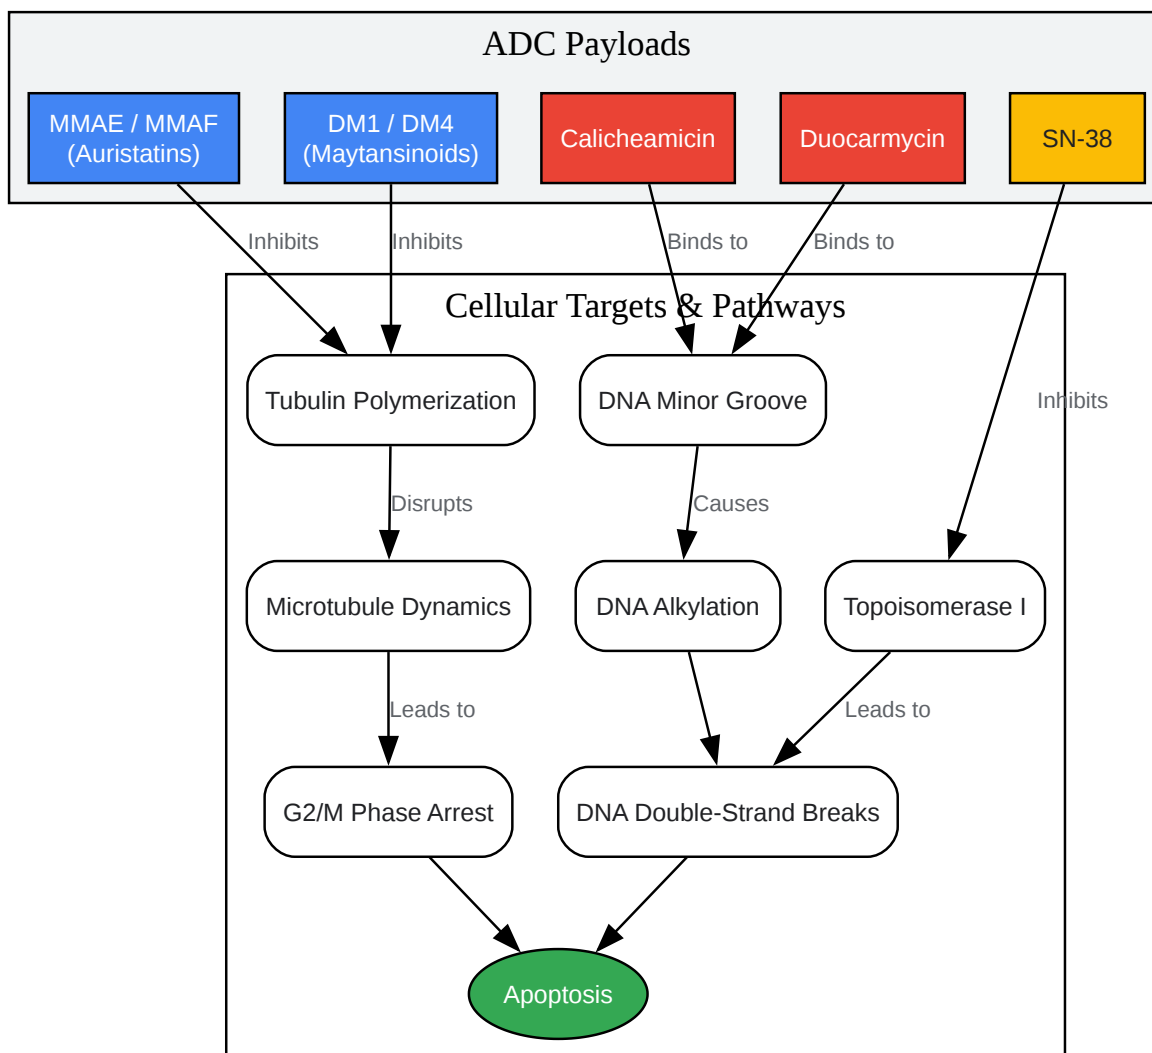 ADC Payloads
MMAE / MMAF
(Auristatins)
DM1 / DM4
(Maytansinoids)
Calicheamicin
Duocarmycin
SN-38
Inhibits
Inhibits
Binds to
Binds to
Cellular Targets & Pathways
Tubulin Polymerization
DNA Minor Groove
Inhibits
Disrupts
Causes
Microtubule Dynamics
DNA Alkylation
Topoisomerase I
Leads to
Leads to
G2/M Phase Arrest
DNA Double-Strand Breaks
Apoptosis